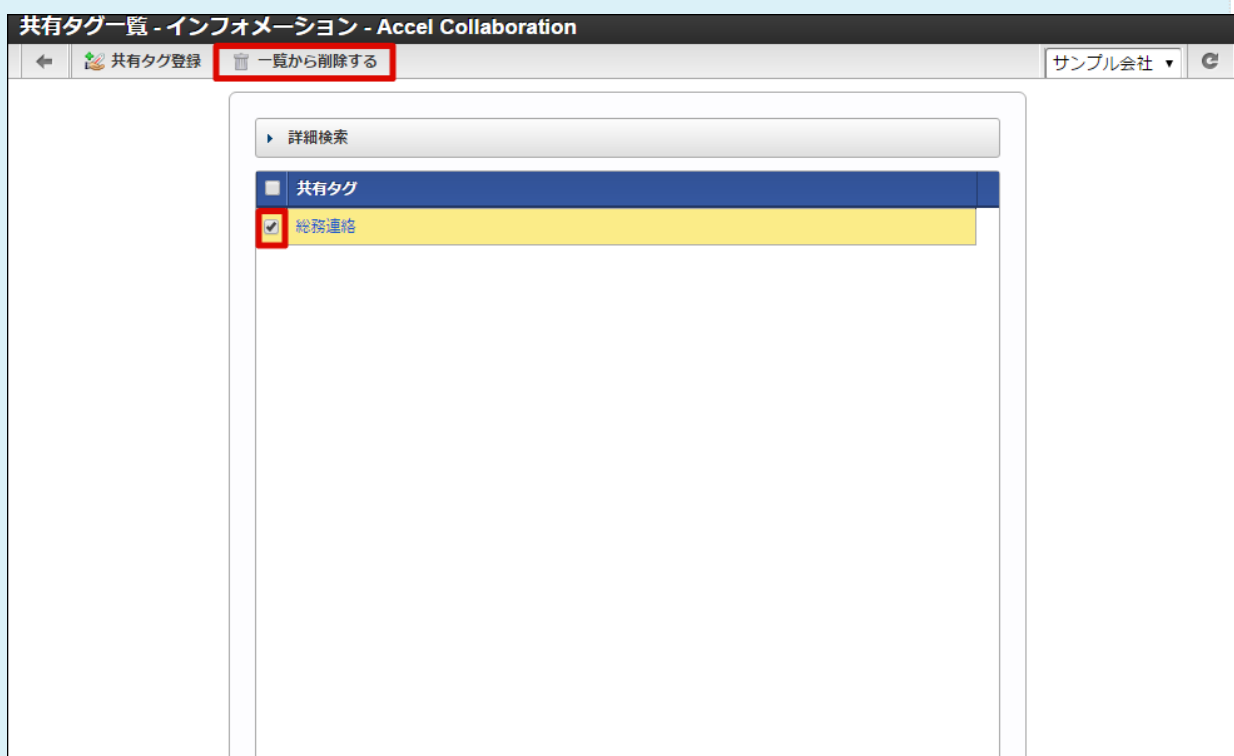 共有タグ一覧 - インフォメーション - Accel Collaboration
共有タグ登録 一覧から削除する サンプル会社
詳細検索
共有タグ
総務連絡